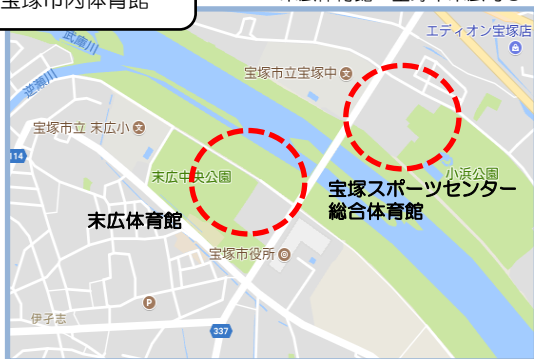 宝塚市内体育館
エディオン宝塚店
武庫川
宝塚市立宝塚中
逆瀬川
宝塚市立 末広小
114
末広中央公園
小浜公園
宝塚スポーツセンター
総合体育館
末広体育館
宝塚市役所
P
伊孑志
337